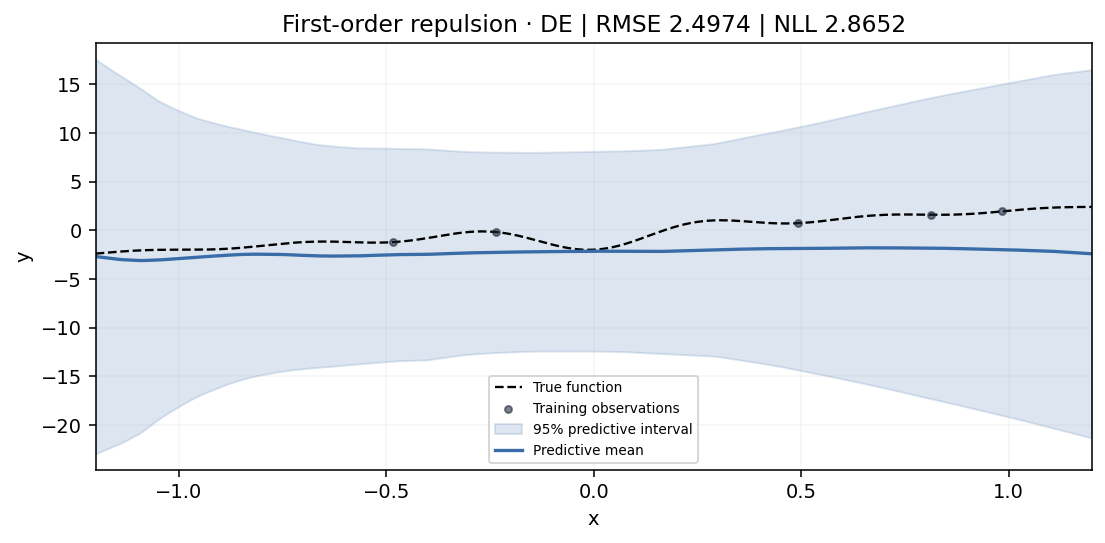 First-order repulsion · DE | RMSE 2.4974 | NLL 2.8652
15
10
5
0
−5
−10
−15
−20
y
−1.0 −0.5 0.0 0.5 1.0
x
True function
Training observations
95% predictive interval
Predictive mean